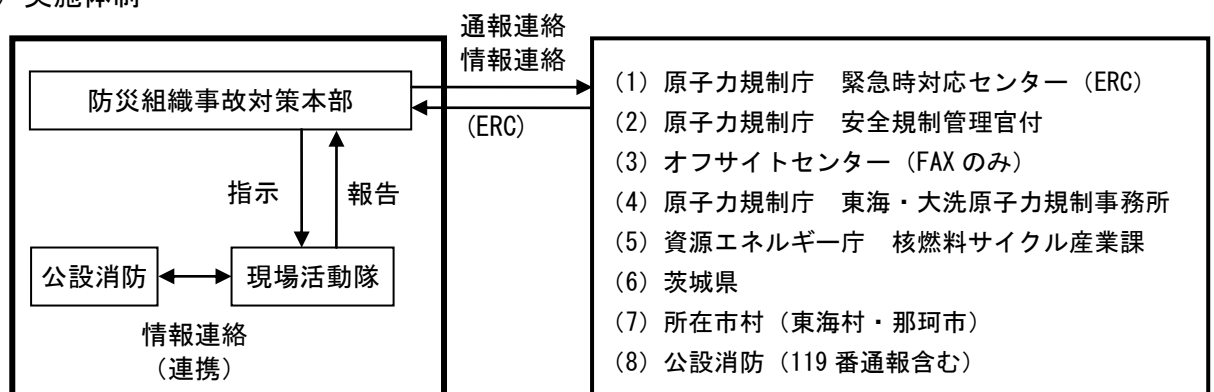 実施体制
通報連絡
情報連絡
(ERC)
防災組織事故対策本部
指示
報告
公設消防
現場活動隊
情報連絡
（連携）
(1) 原子力規制庁　緊急時対応センター (ERC)
(2) 原子力規制庁　安全規制管理官付
(3) オフサイトセンター（FAX のみ）
(4) 原子力規制庁　東海・大洗原子力規制事務所
(5) 資源エネルギー庁　核燃料サイクル産業課
(6) 茨城県
(7) 所在市村（東海村・那珂市）
(8) 公設消防（119 番通報含む）